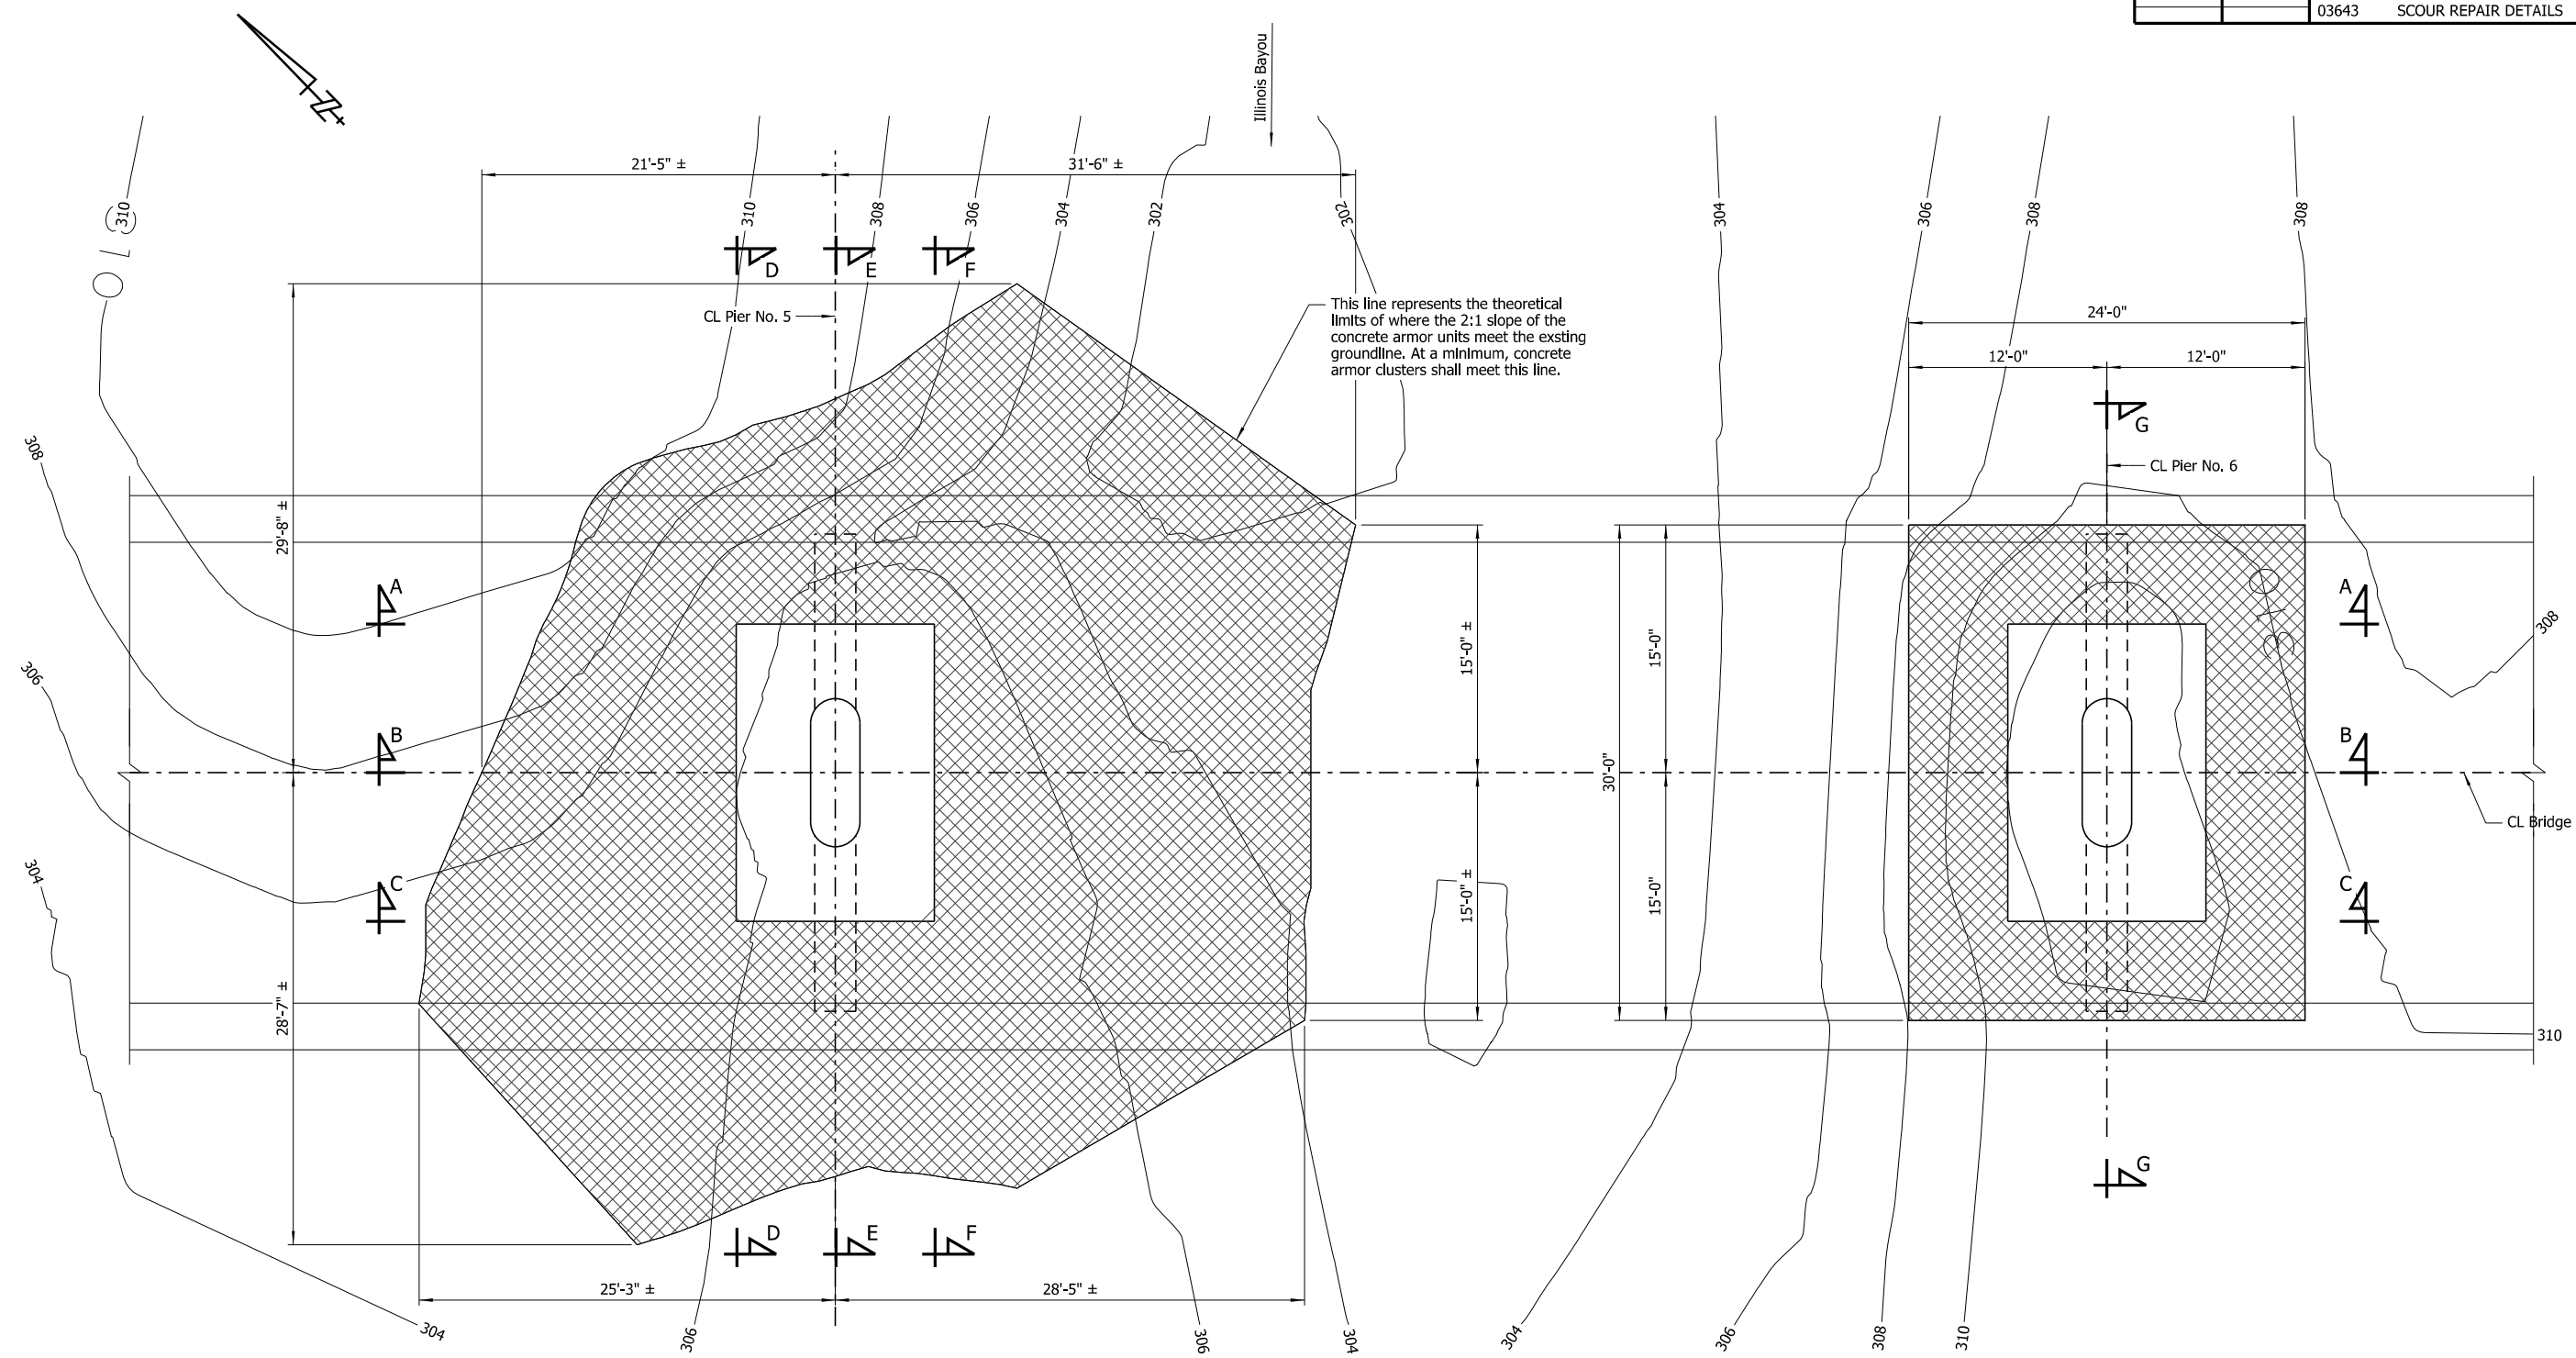 03643 SCOUR REPAIR DETAILS
N
Illinois Bayou
21'-5" ±
31'-6" ±
310
310
308
306
304
302
302
304
306
308
308
D
E
F
CL Pier No. 5
This line represents the theoretical
limits of where the 2:1 slope of the
concrete armor units meet the exsting
groundline. At a minimum, concrete
armor clusters shall meet this line.
24'-0"
12'-0"
12'-0"
G
CL Pier No. 6
308
29'-8" ±
A
A
15'-0" ±
15'-0"
308
306
B
B
30'-0"
CL Bridge
304
C
C
15'-0" ±
15'-0"
28'-7" ±
310
G
D
E
F
25'-3" ±
28'-5" ±
304
306
306
304
304
306
308
310